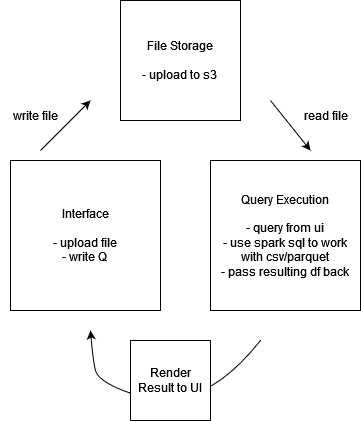 File Storage
- upload to s3
write file
read file
Interface
- upload file
- write Q
Query Execution
- query from ui
- use spark sql to work
with csv/parquet
- pass resulting df back
Render
Result to UI